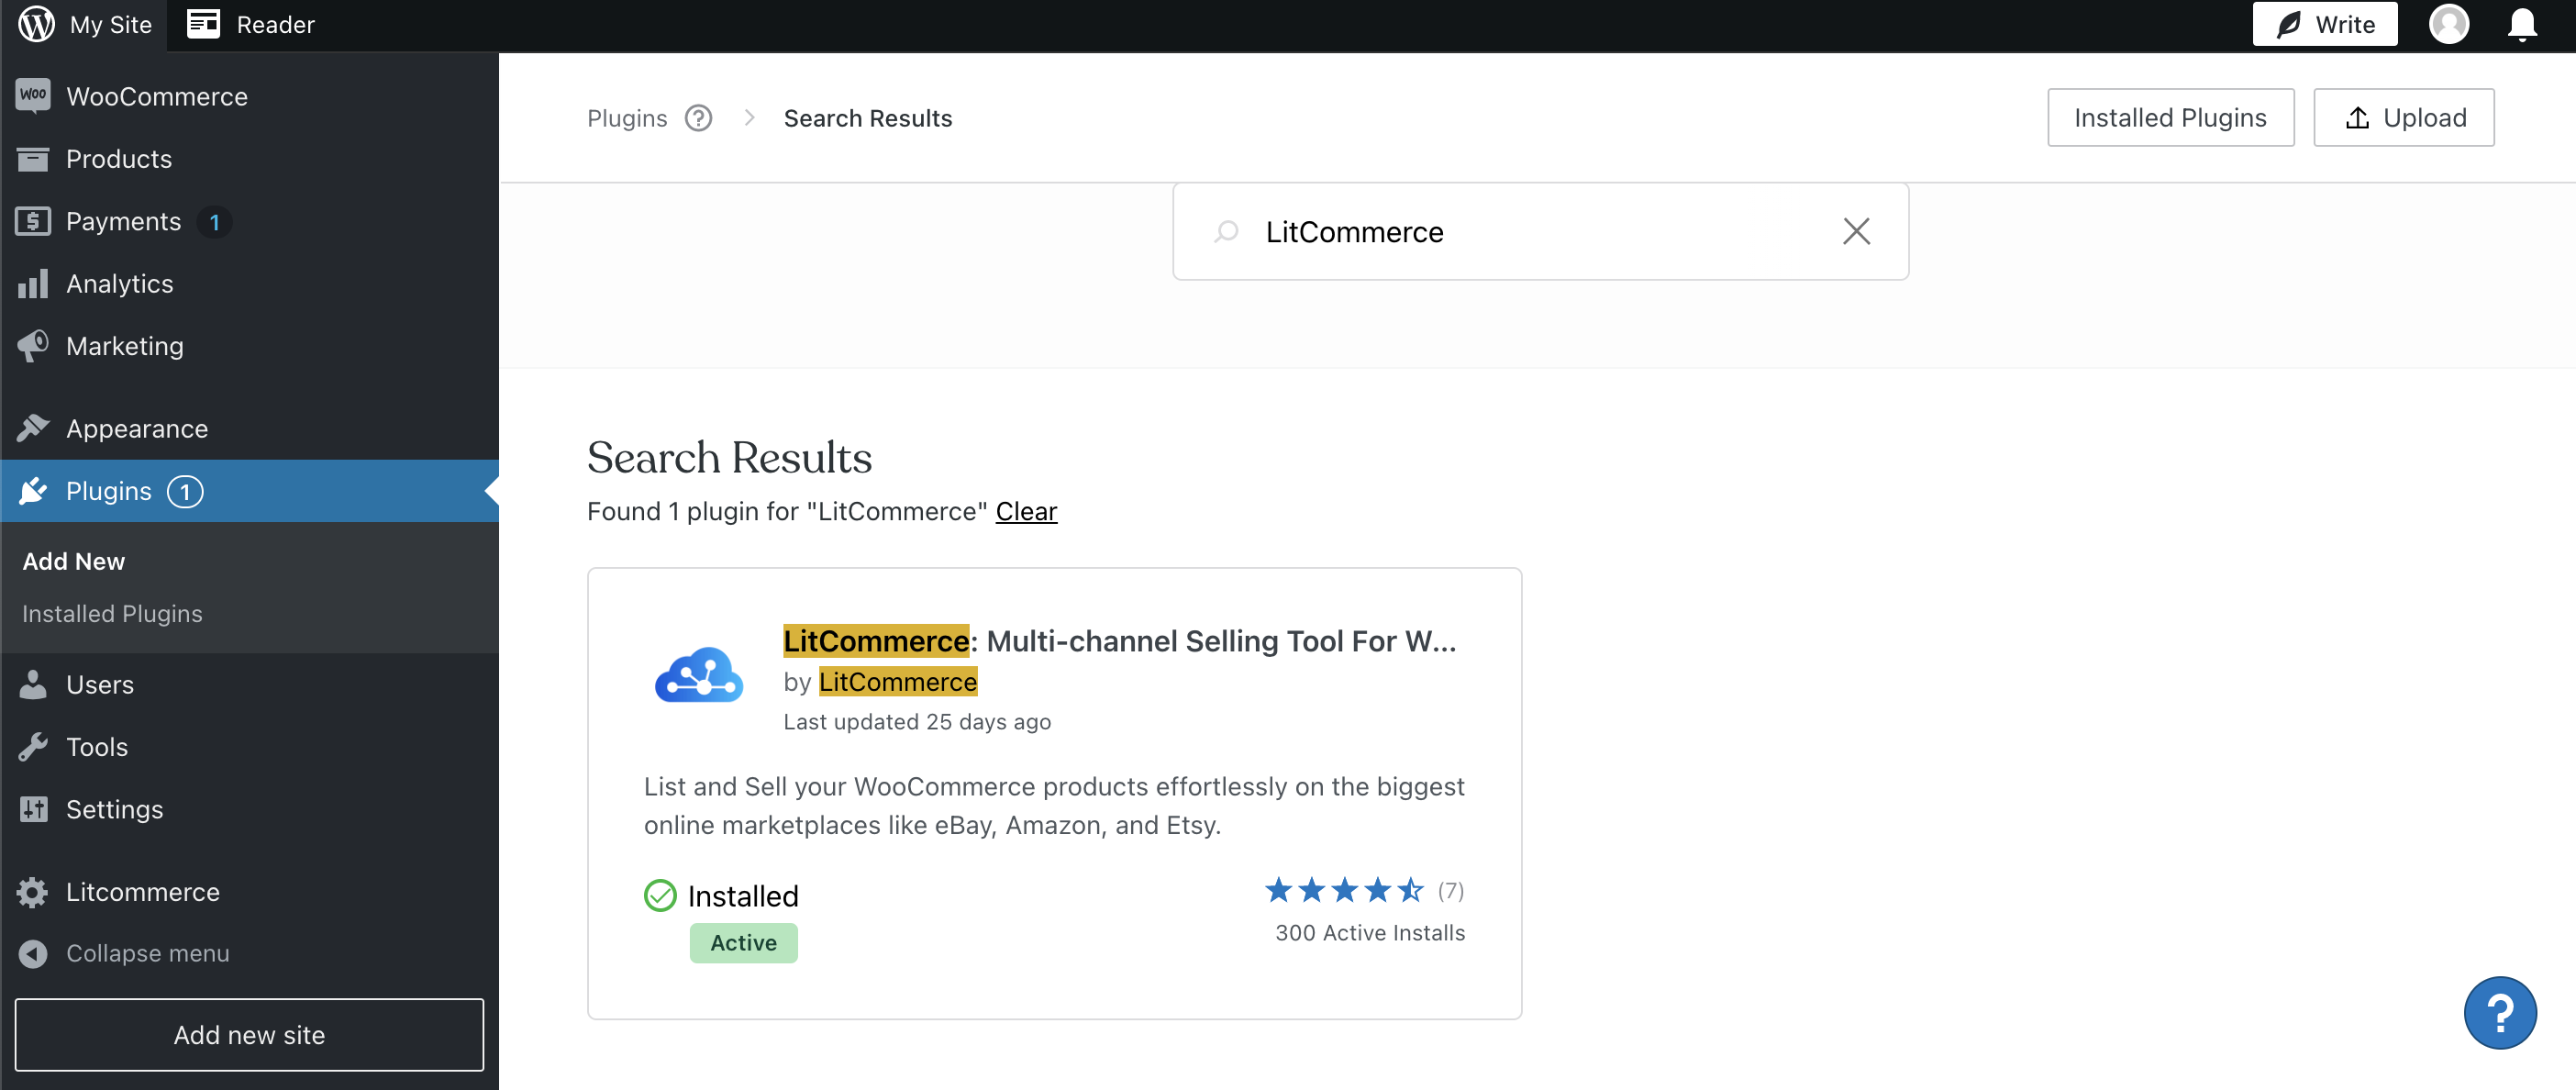 My Site
Reader
Write
Woo WooCommerce
Products
Payments 1
Analytics
Marketing
Appearance
Plugins 1
Add New
Installed Plugins
Users
Tools
Settings
Litcommerce
Collapse menu
Add new site
Plugins ? > Search Results
Installed Plugins
Upload
LitCommerce
Search Results
Found 1 plugin for "LitCommerce" Clear
LitCommerce: Multi-channel Selling Tool For W...
by LitCommerce
Last updated 25 days ago
List and Sell your WooCommerce products effortlessly on the biggest
online marketplaces like eBay, Amazon, and Etsy.
Installed
Active
(7)
300 Active Installs
?